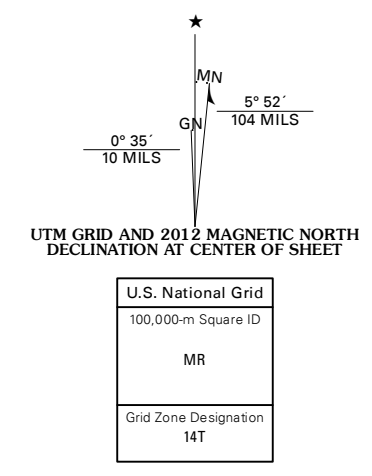 ★
MN
GN
5° 52´
104 MILS
0° 35´
10 MILS
UTM GRID AND 2012 MAGNETIC NORTH
DECLINATION AT CENTER OF SHEET
U.S. National Grid
100,000-m Square ID
MR
Grid Zone Designation
14T